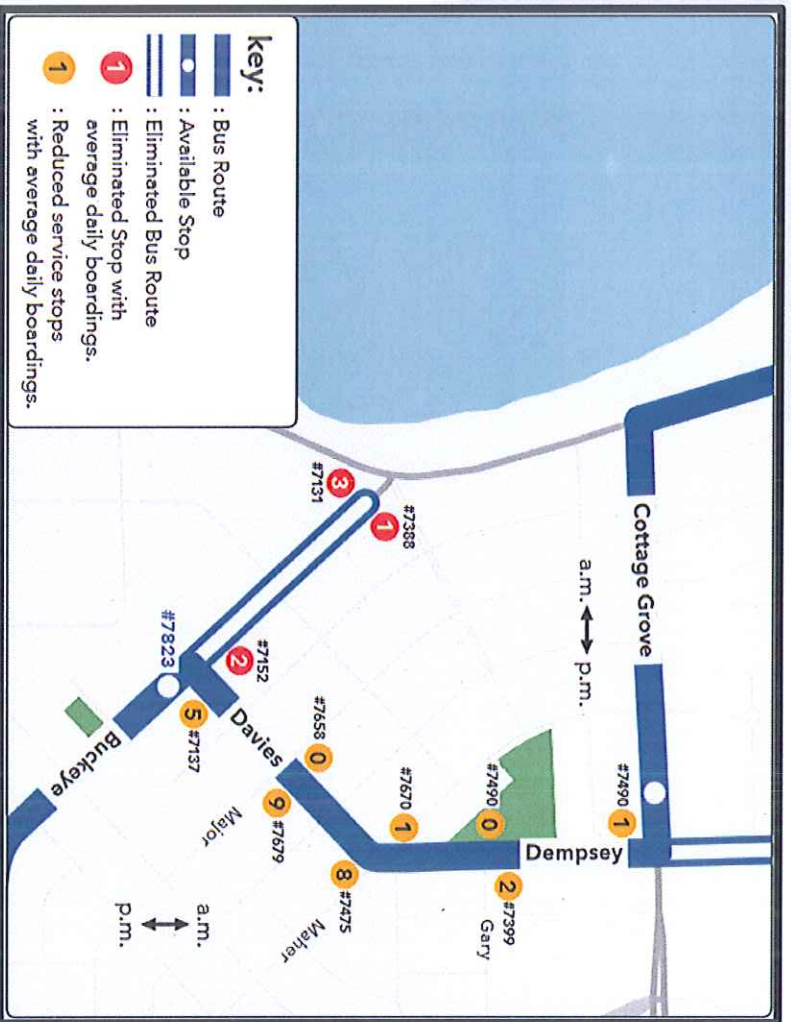 key:
: Bus Route
: Available Stop
: Eliminated Bus Route
1 : Eliminated Stop with
average daily boardings.
1 : Reduced service stops
with average daily boardings.
Cottage Grove
a.m. p.m.
#7490
1
Dempsey
#7490
0
2
#7399
Gary
#7670
1
8
#7475
Maher
#7658
0
9
#7679
Major
Davies
#7388
1
3
#7131
#7152
2
5
#7137
#7823
Buckeye
a.m.
p.m.